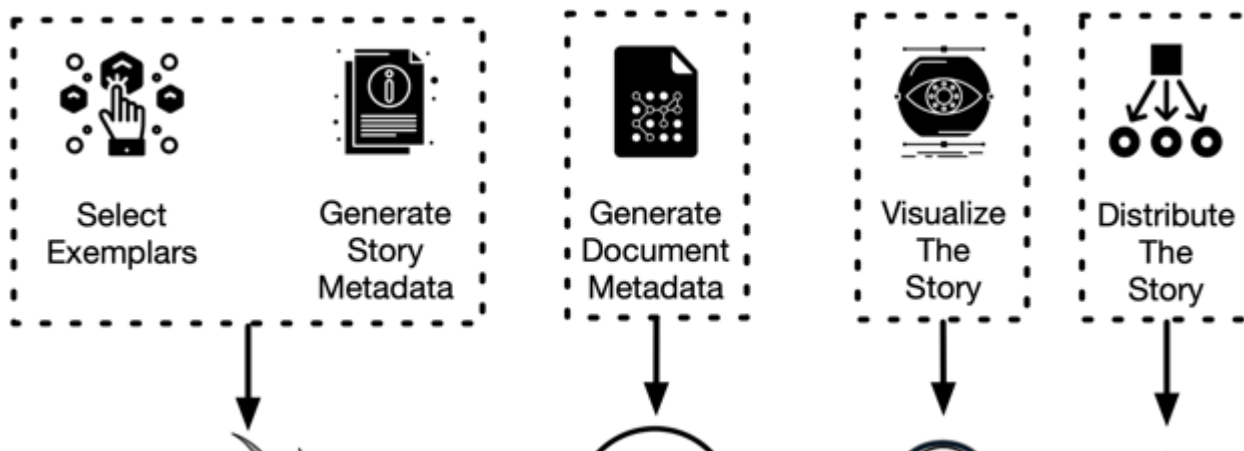 Select
Exemplars
Generate
Story
Metadata
Generate
Document
Metadata
Visualize
The
Story
Distribute
The
Story